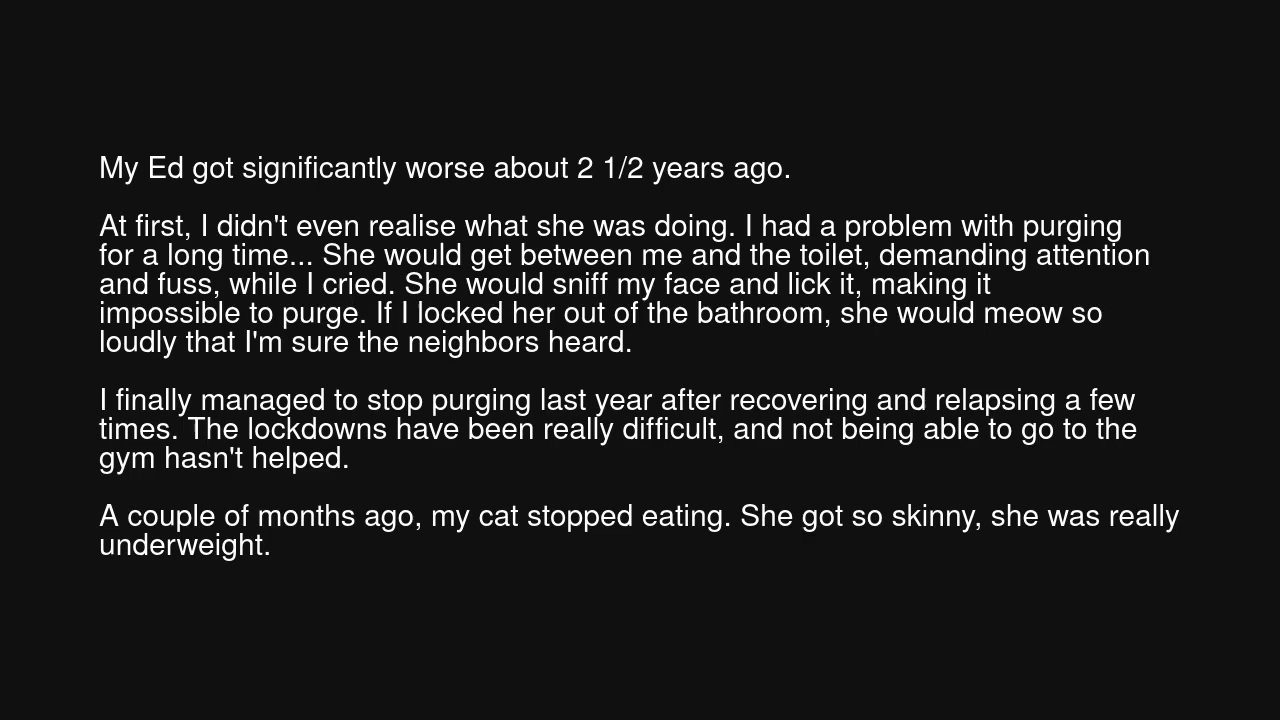 My Ed got significantly worse about 2 1/2 years ago.
At first, I didn't even realise what she was doing. I had a problem with purging
for a long time... She would get between me and the toilet, demanding attention
and fuss, while I cried. She would sniff my face and lick it, making it
impossible to purge. If I locked her out of the bathroom, she would meow so
loudly that I'm sure the neighbors heard.
I finally managed to stop purging last year after recovering and relapsing a few
times. The lockdowns have been really difficult, and not being able to go to the
gym hasn't helped.
A couple of months ago, my cat stopped eating. She got so skinny, she was really
underweight.